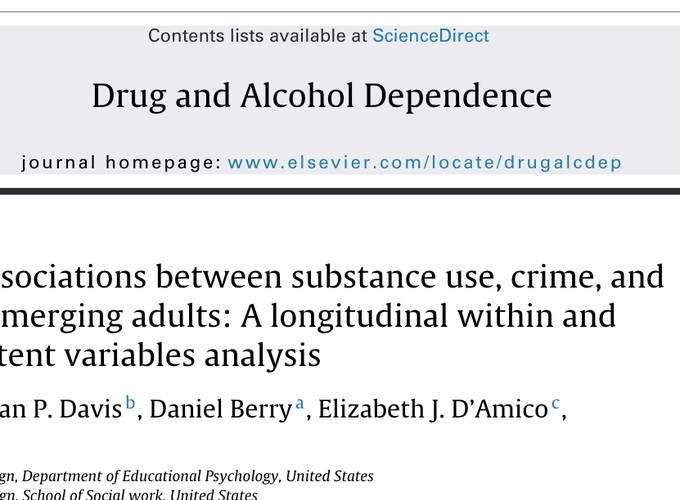 Contents lists available at ScienceDirect
Drug and Alcohol Dependence
journal homepage: www.elsevier.com/locate/drugalcdep
sociations between substance use, crime, and
merging adults: A longitudinal within and
tent variables analysis
an P. Davis b, Daniel Berry a, Elizabeth J. D’Amico c,
gn, Department of Educational Psychology, United States
gn, School of Social work, United States